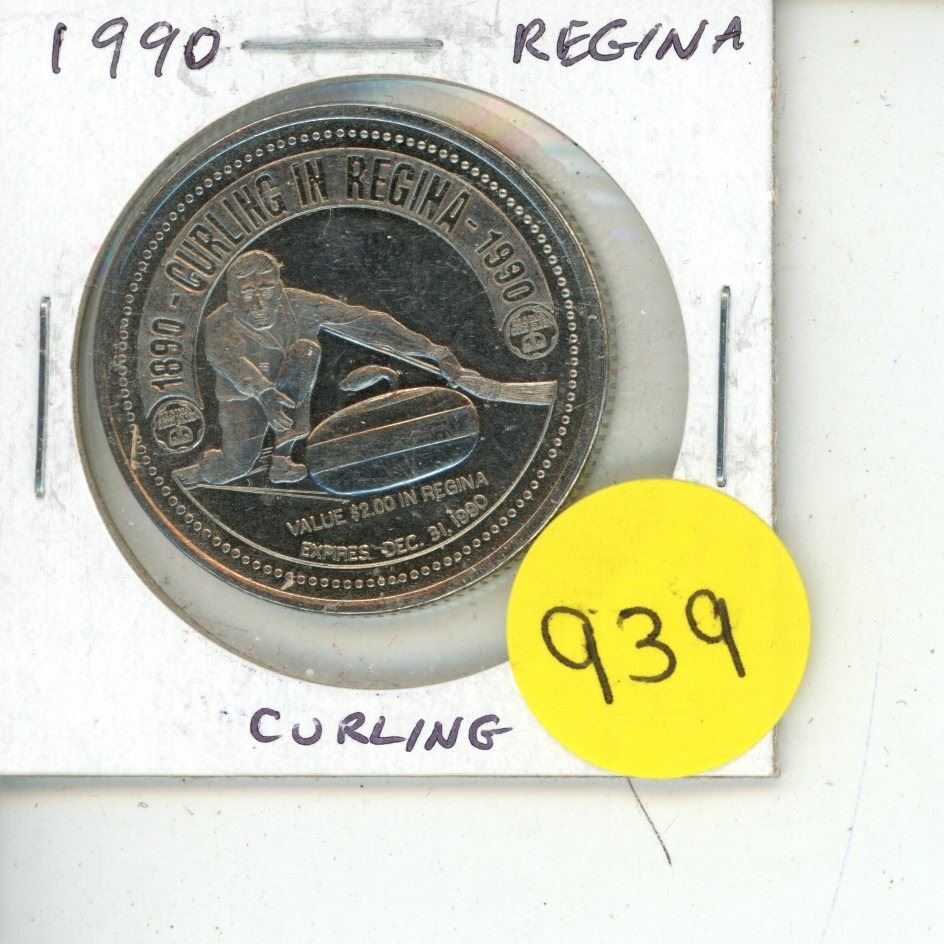 1990 REGINA
1890 - CURLING IN REGINA - 1990
VALUE $2.00 IN REGINA
EXPIRES DEC. 31, 1990
939
CURLING